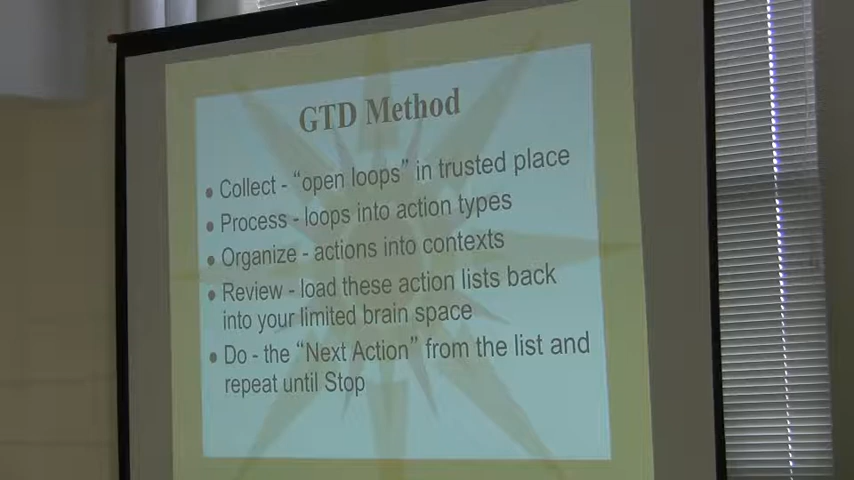 GTD Method
• Collect - “open loops” in trusted place
• Process - loops into action types
• Organize - actions into contexts
• Review - load these action lists back
into your limited brain space
• Do - the “Next Action” from the list and
repeat until Stop